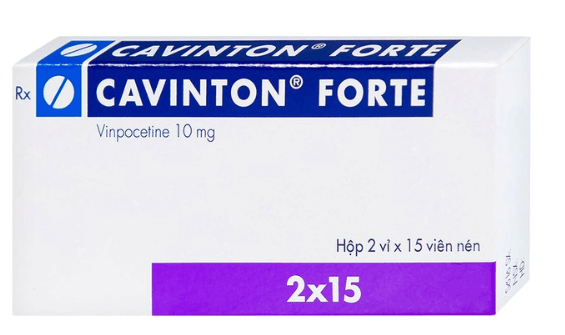 CAVINTON® FORTE
Rx CAVINTON® FORTE
Vinpocetine 10 mg
Hộp 2 vỉ x 15 viên nén
2x15